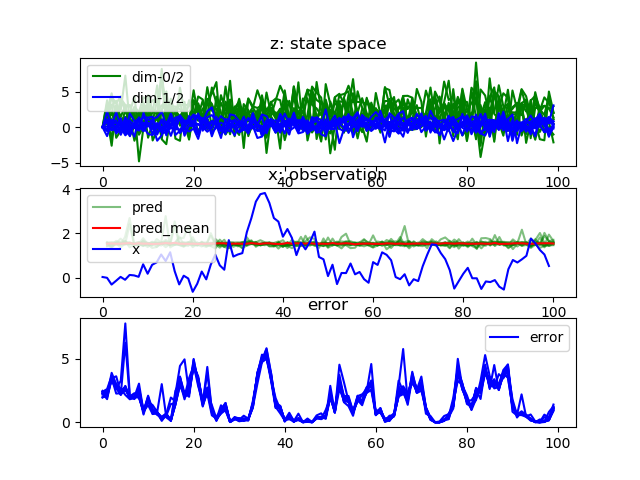 z: state space
dim-0/2
dim-1/2
5
0
−5
0 20 40 60 80 100
x: observation
pred
pred_mean
x
4
2
0
0 20 40 60 80 100
error
error
5
0
0 20 40 60 80 100